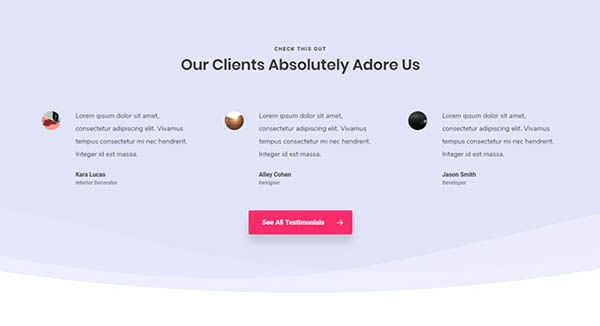 CHECK THIS OUT
Our Clients Absolutely Adore Us
Lorem ipsum dolor sit amet,
consectetur adipiscing elit. Vivamus
tempus consectetur mi nec hendrerit.
Integer id est massa.
Kara Lucas
Interior Decorator
Lorem ipsum dolor sit amet,
consectetur adipiscing elit. Vivamus
tempus consectetur mi nec hendrerit.
Integer id est massa.
Alley Cohen
Designer
Lorem ipsum dolor sit amet,
consectetur adipiscing elit. Vivamus
tempus consectetur mi nec hendrerit.
Integer id est massa.
Jason Smith
Developer
See All Testimonials